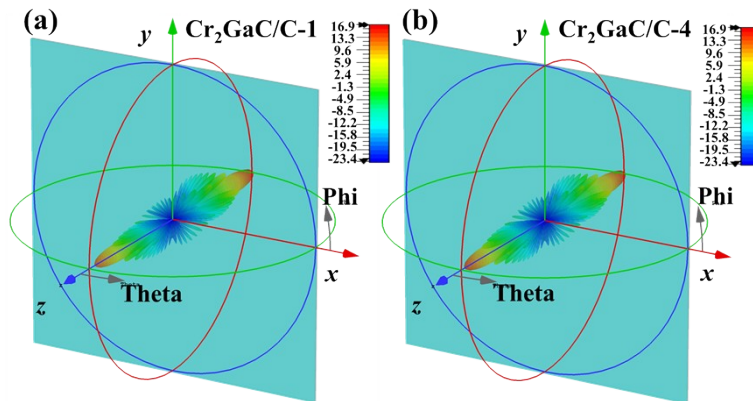 (a)
Cr₂GaC/C-1
y
16.9
13.3
9.6
5.9
2.4
-1.3
-4.9
-8.5
-12.2
-15.8
-19.5
-23.4
Phi
x
z
Theta
(b)
Cr₂GaC/C-4
y
16.9
13.3
9.6
5.9
2.4
-1.3
-4.9
-8.5
-12.2
-15.8
-19.5
-23.4
Phi
x
z
Theta